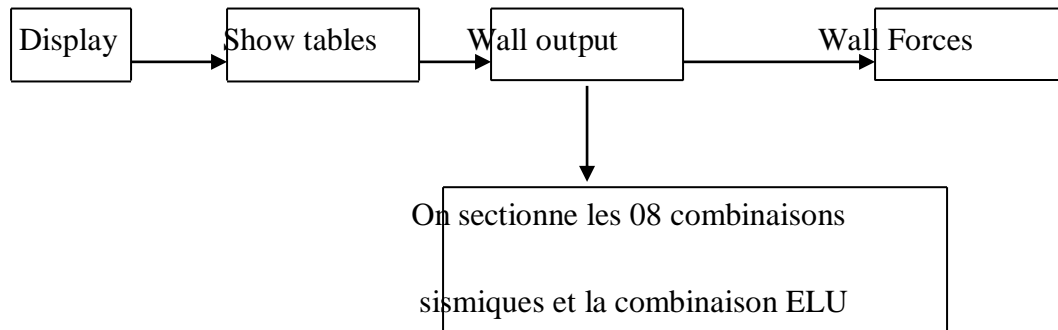 Display
Show tables
Wall output
Wall Forces
On sectionne les 08 combinaisons
sismiques et la combinaison ELU